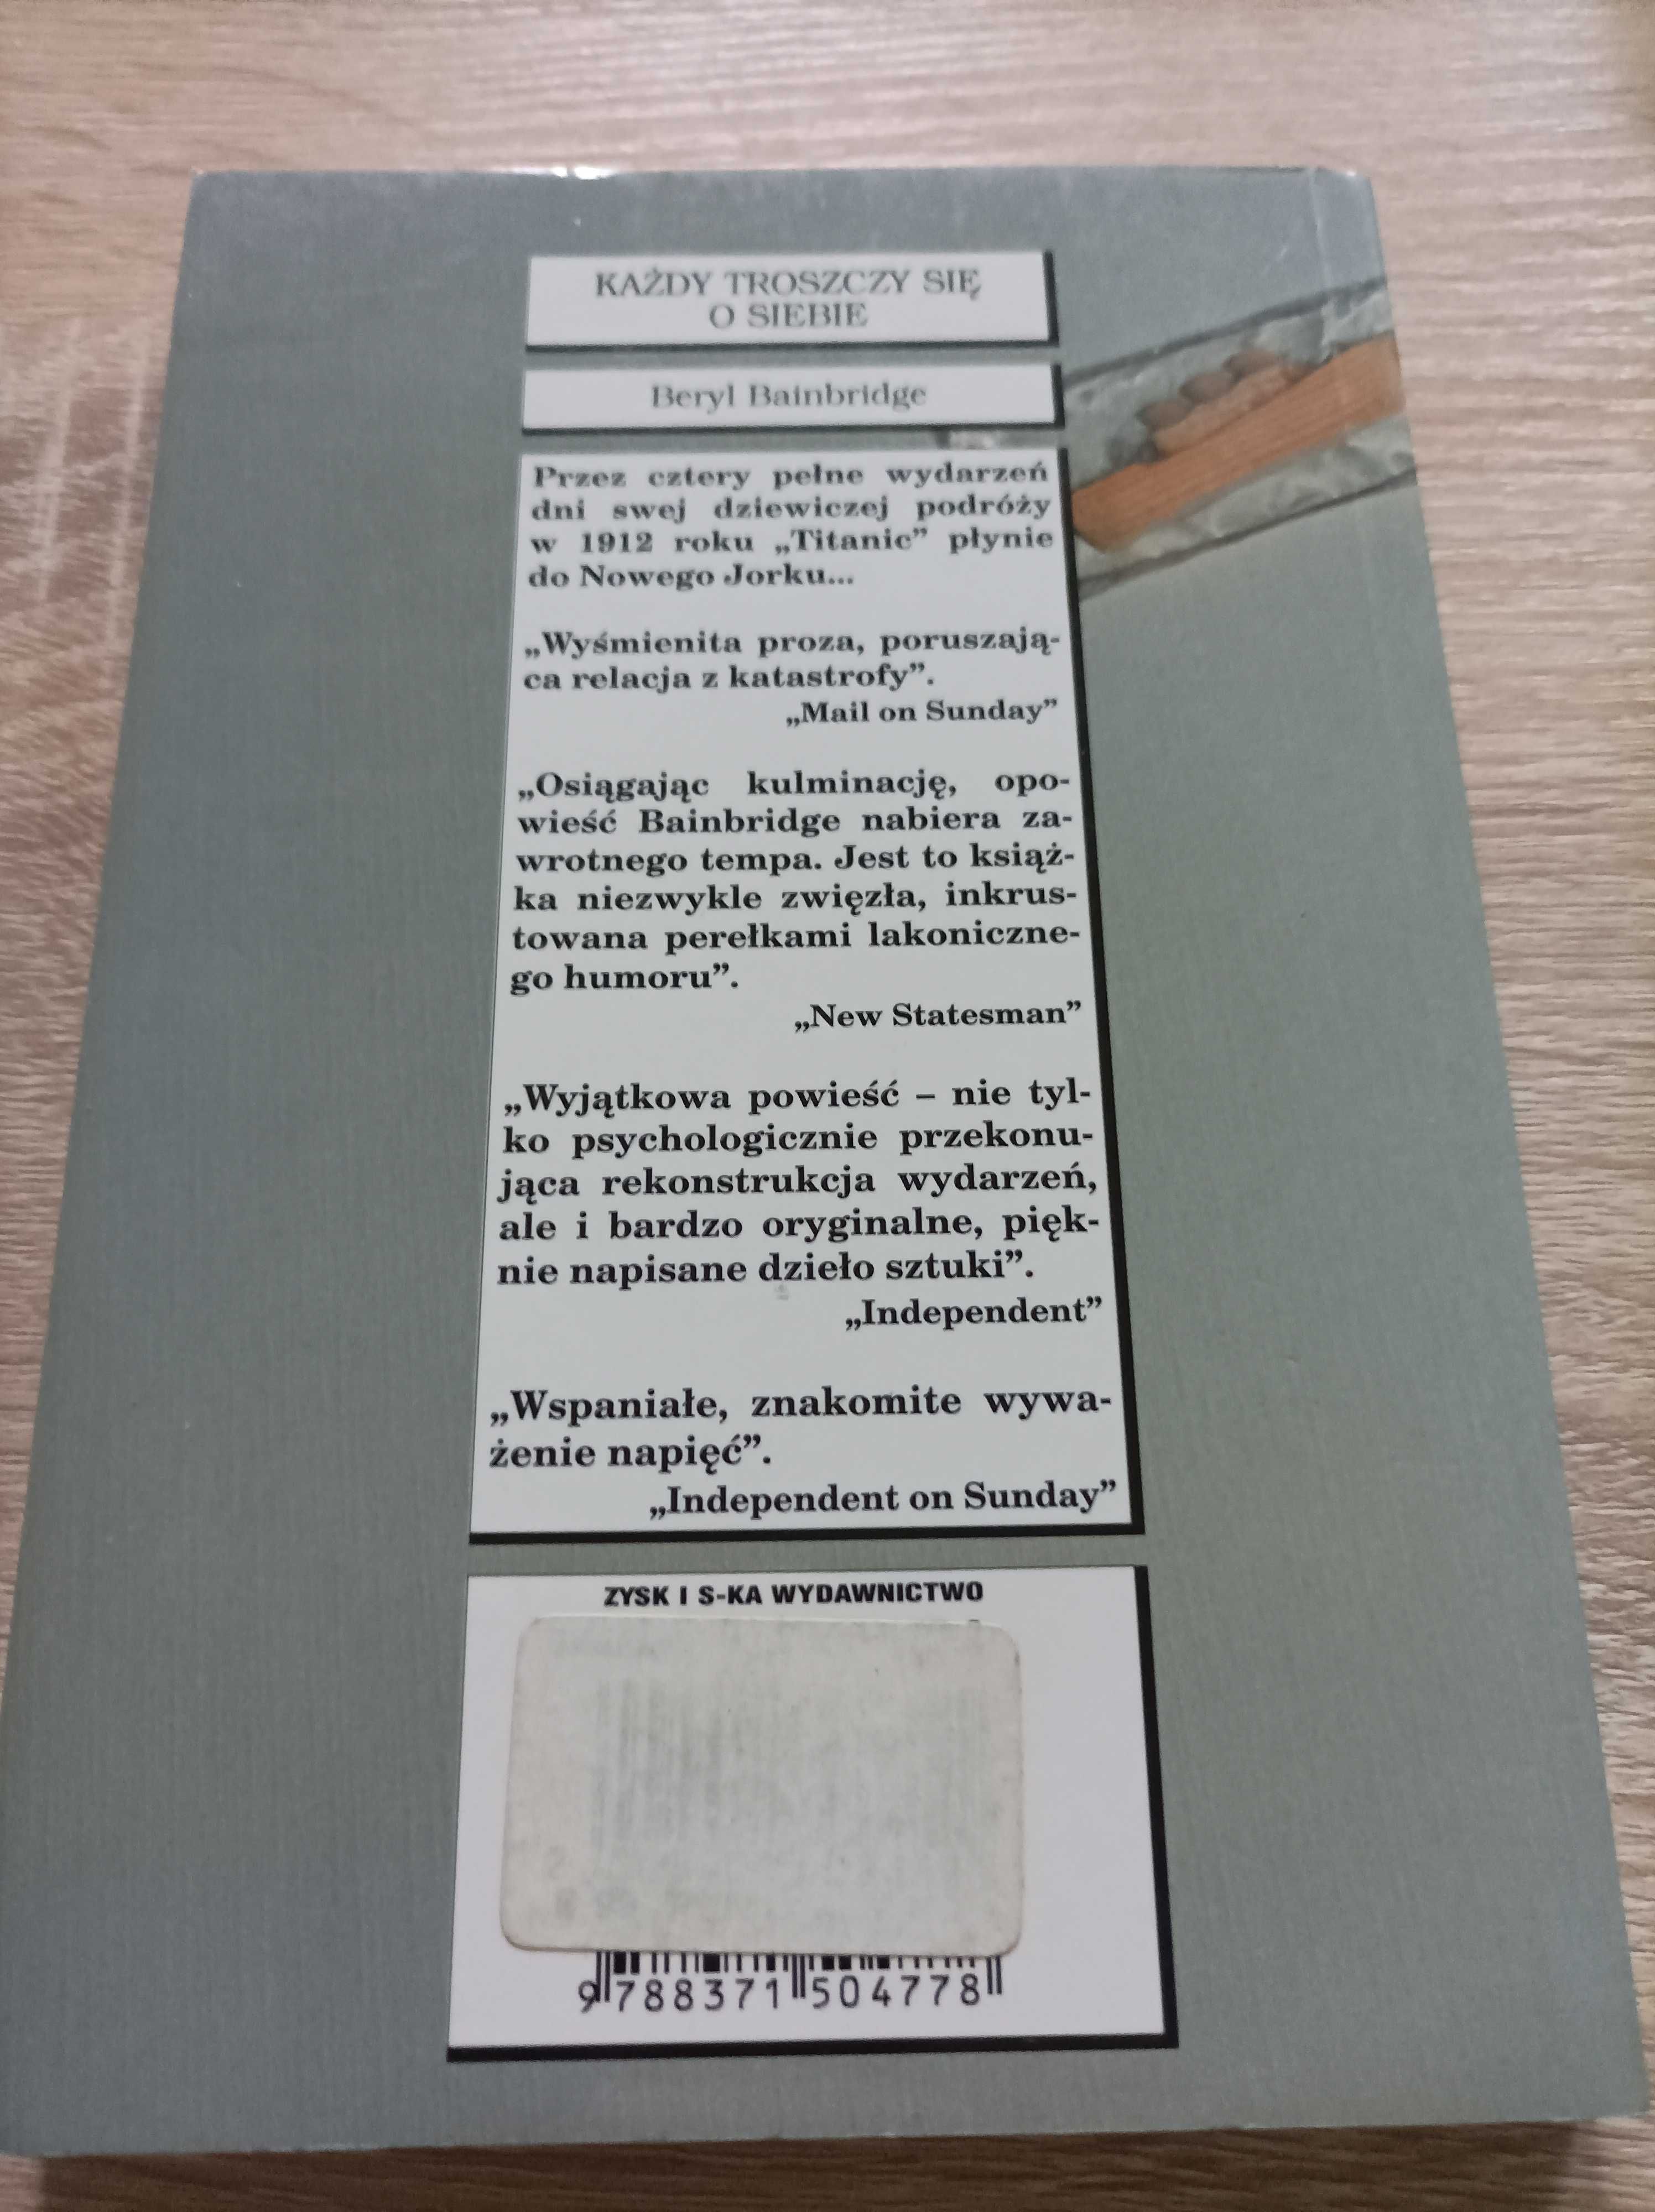 KAŻDY TROSZCZY SIĘ
O SIEBIE
Beryl Bainbridge
Przez cztery pełne wydarzeń
dni swej dziewiczej podróży
w 1912 roku „Titanic” płynie
do Nowego Jorku...
„Wyśmienita proza, poruszają-
ca relacja z katastrofy”.
„Mail on Sunday”
„Osiągając kulminację, opo-
wieść Bainbridge nabiera za-
wrotnego tempa. Jest to książ-
ka niezwykle zwięzła, inkrus-
towana perełkami lakoniczne-
go humoru”.
„New Statesman”
„Wyjątkowa powieść – nie tyl-
ko psychologicznie przekonu-
jąca rekonstrukcja wydarzeń,
ale i bardzo oryginalne, pięk-
nie napisane dzieło sztuki”.
„Independent”
„Wspaniałe, znakomite wywa-
żenie napięć”.
„Independent on Sunday”
ZYSK I S-KA WYDAWNICTWO
9 788371 504778